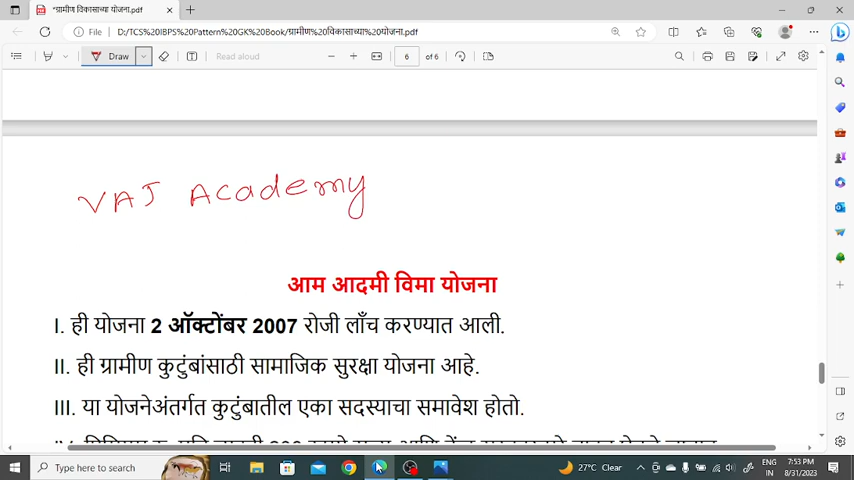 *ग्रामीण विकासाच्या योजना.pdf
File
D:/TCS%20IBPS%20Pattern%20GK%20Book/ग्रामीण%20विकासाच्या%20योजना.pdf
Draw
Read aloud
6 of 6
VAJ Academy
आम आदमी विमा योजना
I. ही योजना 2 ऑक्टोंबर 2007 रोजी लाँच करण्यात आली.
II. ही ग्रामीण कुटुंबांसाठी सामाजिक सुरक्षा योजना आहे.
III. या योजनेअंतर्गत कुटुंबातील एका सदस्याचा समावेश होतो.
Type here to search
27°C Clear
ENG
IN
7:53 PM
8/31/2023